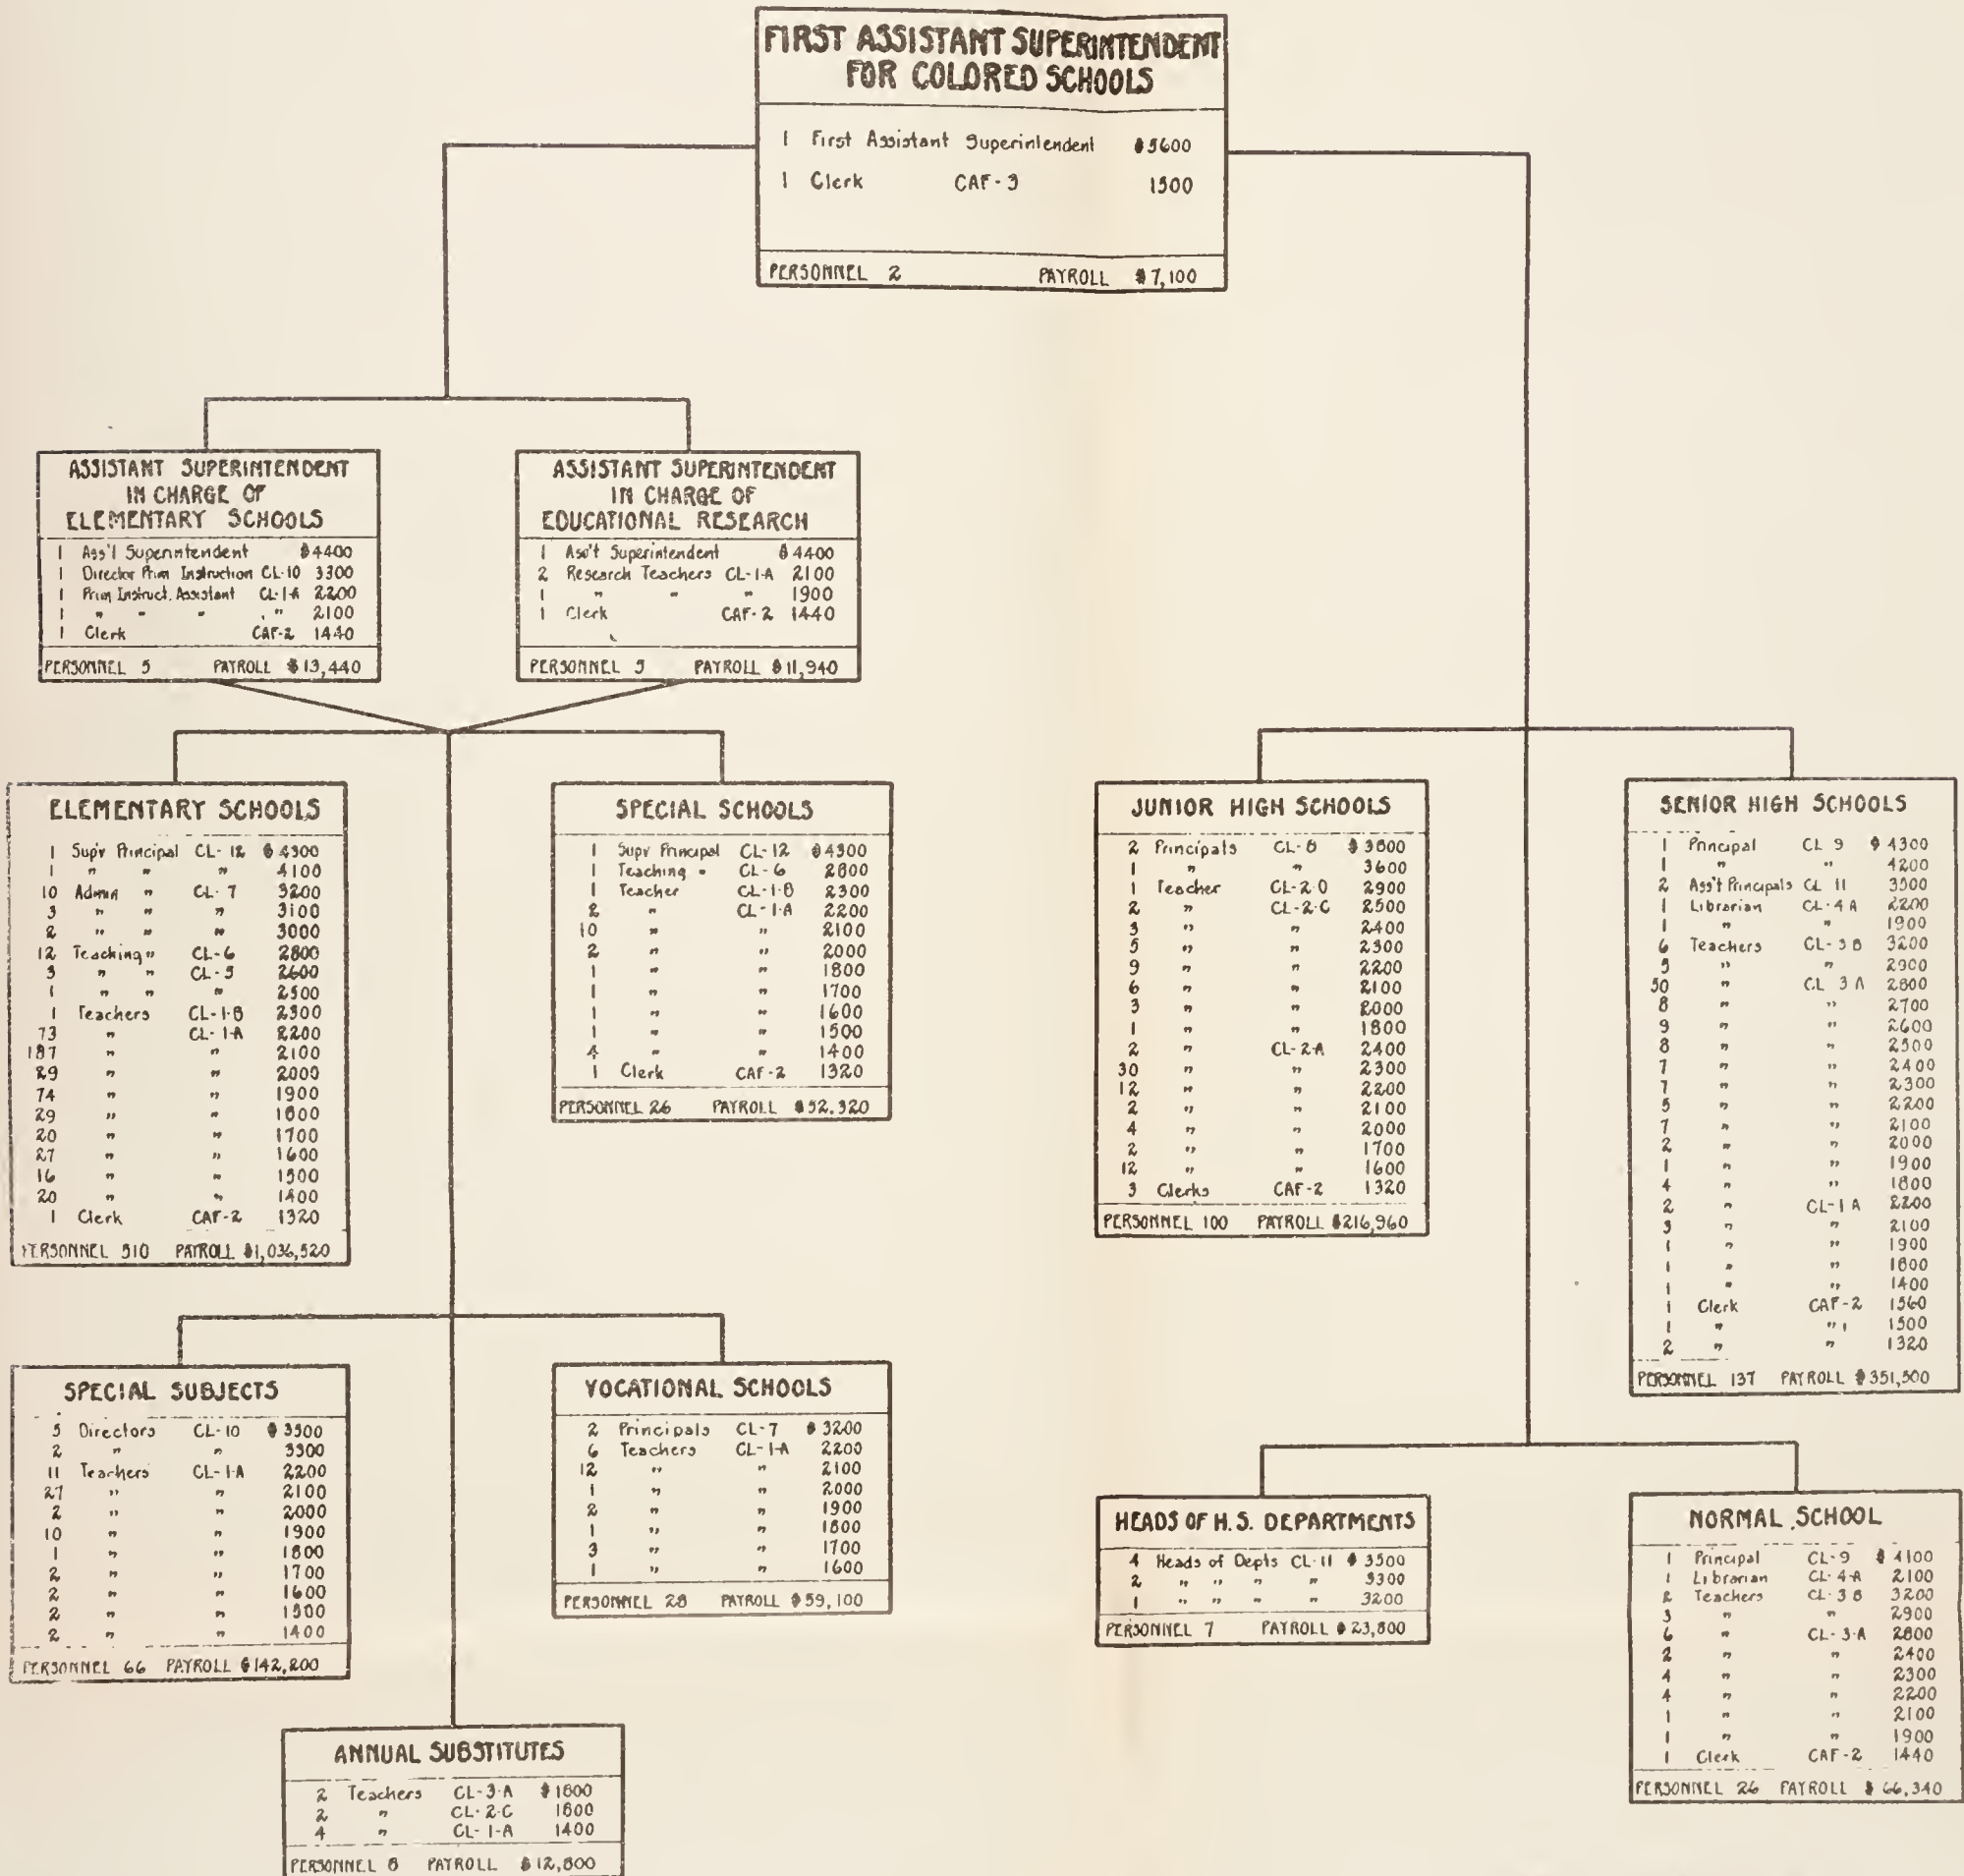 FIRST ASSISTANT SUPERINTENDENT
FOR COLORED SCHOOLS
1 First Assistant Superintendent $5600
1 Clerk CAF-3 1500
PERSONNEL 2 PAYROLL $7,100
ASSISTANT SUPERINTENDENT
IN CHARGE OF
ELEMENTARY SCHOOLS
1 Ass't Superintendent $4400
1 Director Prim Instruction CL-10 3300
1 Prim Instruct. Assistant CL-1-A 2200
1 " " " " 2100
1 Clerk CAF-2 1440
PERSONNEL 5 PAYROLL $13,440
ASSISTANT SUPERINTENDENT
IN CHARGE OF
EDUCATIONAL RESEARCH
1 Ass't Superintendent $4400
2 Research Teachers CL-1-A 2100
1 " " " 1900
1 Clerk CAF-2 1440
PERSONNEL 5 PAYROLL $11,940
ELEMENTARY SCHOOLS
1 Supv Principal CL-12 $4300
1 " " " 4100
10 Admin " CL-7 3200
3 " " " 3100
2 " " " 3000
12 Teaching " CL-6 2800
3 " " CL-5 2600
1 " " " 2500
1 Teachers CL-1-B 2300
73 " CL-1-A 2200
187 " " 2100
29 " " 2000
74 " " 1900
29 " " 1800
20 " " 1700
27 " " 1600
16 " " 1500
20 " " 1400
1 Clerk CAF-2 1320
PERSONNEL 510 PAYROLL $1,036,520
SPECIAL SCHOOLS
1 Supv Principal CL-12 $4300
1 Teaching " CL-6 2800
1 Teacher CL-1-B 2300
2 " CL-1-A 2200
10 " " 2100
2 " " 2000
1 " " 1800
1 " " 1700
1 " " 1600
1 " " 1500
4 " " 1400
1 Clerk CAF-2 1320
PERSONNEL 26 PAYROLL $52,320
JUNIOR HIGH SCHOOLS
2 Principals CL-8 $3800
1 " " 3600
1 Teacher CL-2-D 2900
2 " CL-2-C 2500
3 " " 2400
5 " " 2300
9 " " 2200
6 " " 2100
3 " " 2000
1 " " 1800
2 " CL-2-A 2400
30 " " 2300
12 " " 2200
2 " " 2100
4 " " 2000
2 " " 1700
12 " " 1600
3 Clerks CAF-2 1320
PERSONNEL 100 PAYROLL $216,960
SENIOR HIGH SCHOOLS
1 Principal CL 9 $4300
1 " " 4200
2 Ass't Principals CL 11 3500
1 Librarian CL-4 A 2200
1 " " 1900
6 Teachers CL-3 B 3200
5 " " 2900
50 " CL 3 A 2800
8 " " 2700
9 " " 2600
8 " " 2500
7 " " 2400
7 " " 2300
5 " " 2200
7 " " 2100
2 " " 2000
1 " " 1900
4 " " 1800
2 " CL-1 A 2200
3 " " 2100
1 " " 1900
1 " " 1800
1 " " 1400
1 Clerk CAF-2 1560
1 " " 1500
2 " " 1320
PERSONNEL 137 PAYROLL $351,500
SPECIAL SUBJECTS
5 Directors CL-10 $3500
2 " " 3300
11 Teachers CL-1-A 2200
27 " " 2100
2 " " 2000
10 " " 1900
1 " " 1800
2 " " 1700
2 " " 1600
2 " " 1500
2 " " 1400
PERSONNEL 66 PAYROLL $142,200
VOCATIONAL SCHOOLS
2 Principals CL-7 $3200
6 Teachers CL-1-A 2200
12 " " 2100
1 " " 2000
2 " " 1900
1 " " 1800
3 " " 1700
1 " " 1600
PERSONNEL 28 PAYROLL $59,100
HEADS OF H.S. DEPARTMENTS
4 Heads of Depts CL-11 $3500
2 " " " " 3300
1 " " " " 3200
PERSONNEL 7 PAYROLL $23,800
NORMAL SCHOOL
1 Principal CL-9 $4100
1 Librarian CL-4-A 2100
2 Teachers CL-3 B 3200
3 " " 2900
6 " CL-3-A 2800
2 " " 2400
4 " " 2300
4 " " 2200
1 " " 2100
1 " " 1900
1 Clerk CAF-2 1440
PERSONNEL 26 PAYROLL $66,340
ANNUAL SUBSTITUTES
2 Teachers CL-3-A $1800
2 " CL-2-C 1800
4 " CL-1-A 1400
PERSONNEL 8 PAYROLL $12,800